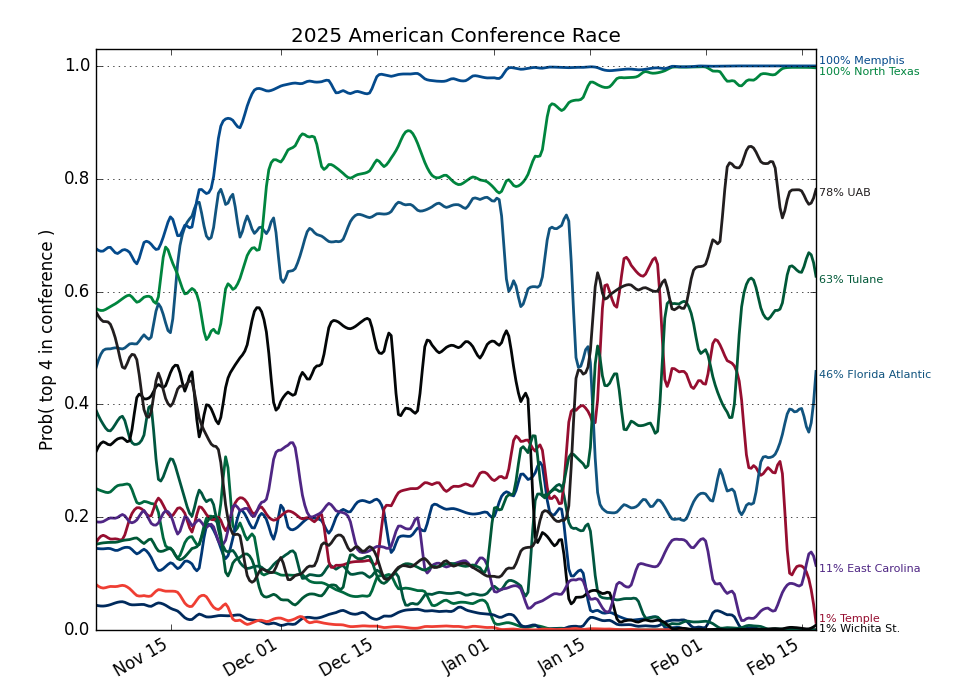 2025 American Conference Race
Prob( top 4 in conference )
1.0
0.8
0.6
0.4
0.2
0.0
Nov 15
Dec 01
Dec 15
Jan 01
Jan 15
Feb 01
Feb 15
100% Memphis
100% North Texas
78% UAB
63% Tulane
46% Florida Atlantic
11% East Carolina
1% Temple
1% Wichita St.